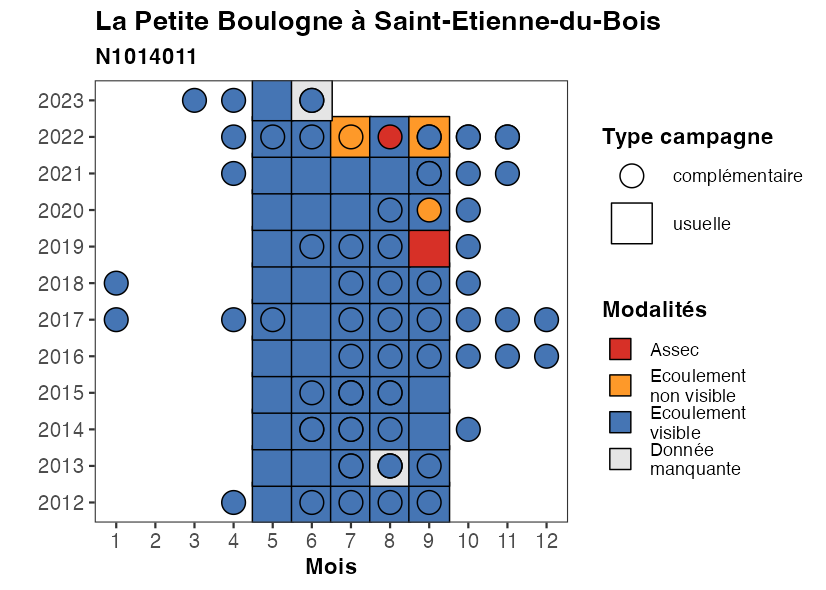 La Petite Boulogne à Saint-Etienne-du-Bois
N1014011
2023
2022
2021
2020
2019
2018
2017
2016
2015
2014
2013
2012
1 2 3 4 5 6 7 8 9 10 11 12
Mois
Type campagne
complémentaire
usuelle
Modalités
Assec
Ecoulement
non visible
Ecoulement
visible
Donnée
manquante